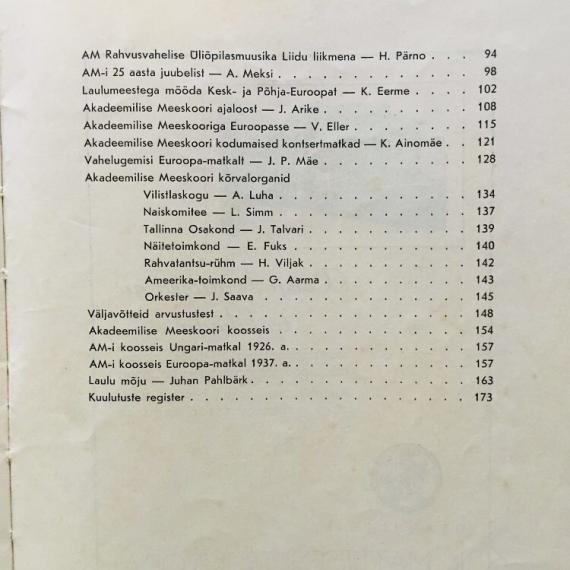 AM Rahvusvahelise Üliõpilasmuusika Liidu liikmena — H. Pärno . . . 94
AM-i 25 aasta juubelist — A. Meksi . . . . . . . . . . . . 98
Laulumeestega mööda Kesk- ja Põhja-Euroopat — K. Eerme . . . . 102
Akadeemilise Meeskoori ajaloost — J. Arike . . . . . . . . . 108
Akadeemilise Meeskooriga Euroopasse — V. Eller . . . . . . . 115
Akadeemilise Meeskoori kodumaised kontsertmatkad — K. Ainomäe . . 121
Vahelugemisi Euroopa-matkalt — J. P. Mäe . . . . . . . . . 128
Akadeemilise Meeskoori kõrvalorganid
Vilistlaskogu — A. Luha . . . . . . . . . . . . 134
Naiskomitee — L. Simm . . . . . . . . . . . . 137
Tallinna Osakond — J. Talvari . . . . . . . . . . 139
Näitetoimkond — E. Fuks . . . . . . . . . . . 140
Rahvatantsu-rühm — H. Viljak . . . . . . . . . . 142
Ameerika-toimkond — G. Aarma . . . . . . . . . 143
Orkester — J. Saava . . . . . . . . . . . . . 145
Väljavõtteid arvustustest . . . . . . . . . . . . . . . . 148
Akadeemilise Meeskoori koosseis . . . . . . . . . . . . 154
AM-i koosseis Ungari-matkal 1926. a. . . . . . . . . . . . 157
AM-i koosseis Euroopa-matkal 1937. a. . . . . . . . . . . . 157
Laulu mõju — Juhan Pahlbärk . . . . . . . . . . . . . . 163
Kuulutuste register . . . . . . . . . . . . . . . . . . 173